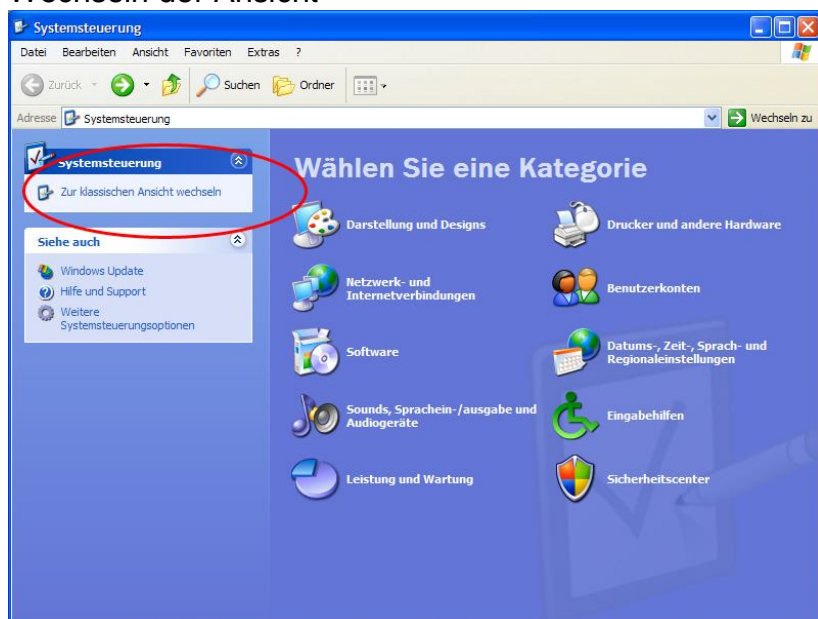 Wechseln der Ansicht
Systemsteuerung
Datei Bearbeiten Ansicht Favoriten Extras ?
Zurück Suchen Ordner
Adresse Systemsteuerung Wechseln zu
Systemsteuerung
Zur klassischen Ansicht wechseln
Siehe auch
Windows Update
Hilfe und Support
Weitere
Systemsteuerungsoptionen
Wählen Sie eine Kategorie
Darstellung und Designs
Drucker und andere Hardware
Netzwerk- und
Internetverbindungen
Benutzerkonten
Software
Datums-, Zeit-, Sprach- und
Regionaleinstellungen
Sounds, Sprachein-/ausgabe und
Audiogeräte
Eingabehilfen
Leistung und Wartung
Sicherheitscenter